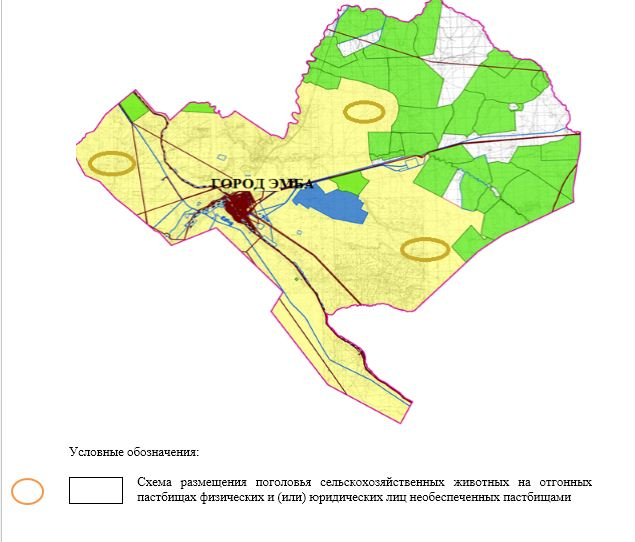 ГОРОД ЭМБА
Условные обозначения:
Схема размещения поголовья сельскохозяйственных животных на отгонных
пастбищах физических и (или) юридических лиц необеспеченных пастбищами